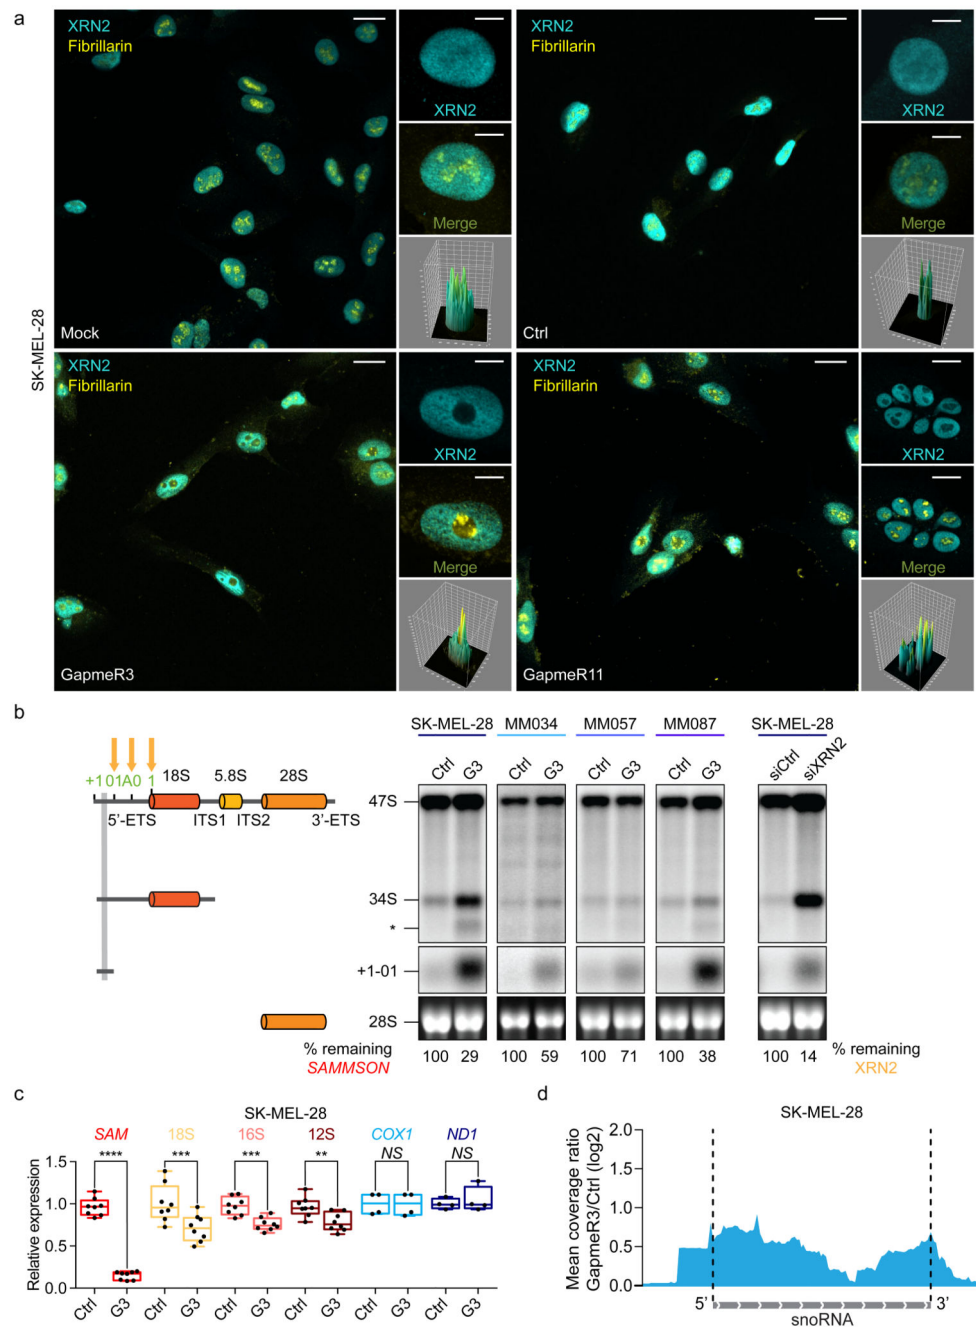 a
SK-MEL-28
XRN2
Fibrillarin
Mock
XRN2
Merge
XRN2
Fibrillarin
Ctrl
XRN2
Merge
XRN2
Fibrillarin
GapmeR3
XRN2
Merge
XRN2
Fibrillarin
GapmeR11
XRN2
Merge
b
+1 01 A0 1 18S 5.8S 28S
5'-ETS ITS1 ITS2 3'-ETS
SK-MEL-28 MM034 MM057 MM087 SK-MEL-28
Ctrl G3 Ctrl G3 Ctrl G3 Ctrl G3 siCtrl siXRN2
47S
34S
*
+1-01
28S
% remaining SAMMSON
100 29 100 59 100 71 100 38 100 14
% remaining XRN2
c
SK-MEL-28
SAM 18S 16S 12S COX1 ND1
**** *** *** ** NS NS
Relative expression
1.5
1.0
0.5
0.0
Ctrl G3 Ctrl G3 Ctrl G3 Ctrl G3 Ctrl G3 Ctrl G3
d
SK-MEL-28
Mean coverage ratio
GapmeR3/Ctrl (log2)
2.0
1.5
1.0
0.5
0.0
5' 3'
snoRNA